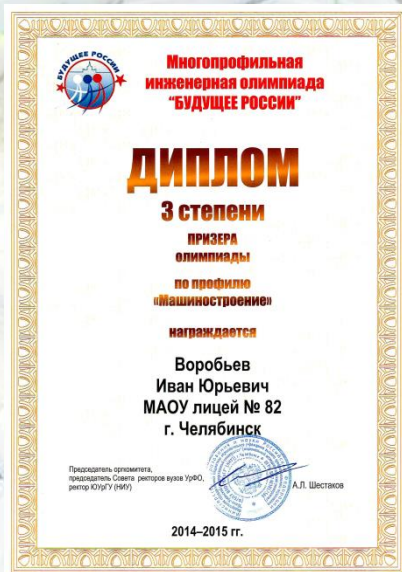 БУДУЩЕЕ РОССИИ
Многопрофильная
инженерная олимпиада
"БУДУЩЕЕ РОССИИ"
ДИПЛОМ
3 степени
ПРИЗЕРА
ОЛИМПИАДЫ
по профилю
«Машиностроение»
награждается
Воробьев
Иван Юрьевич
МАОУ лицей № 82
г. Челябинск
Председатель оргкомитета,
председатель Совета ректоров вузов УрФО,
ректор ЮУрГУ (НИУ)
А.Л. Шестаков
2014–2015 гг.